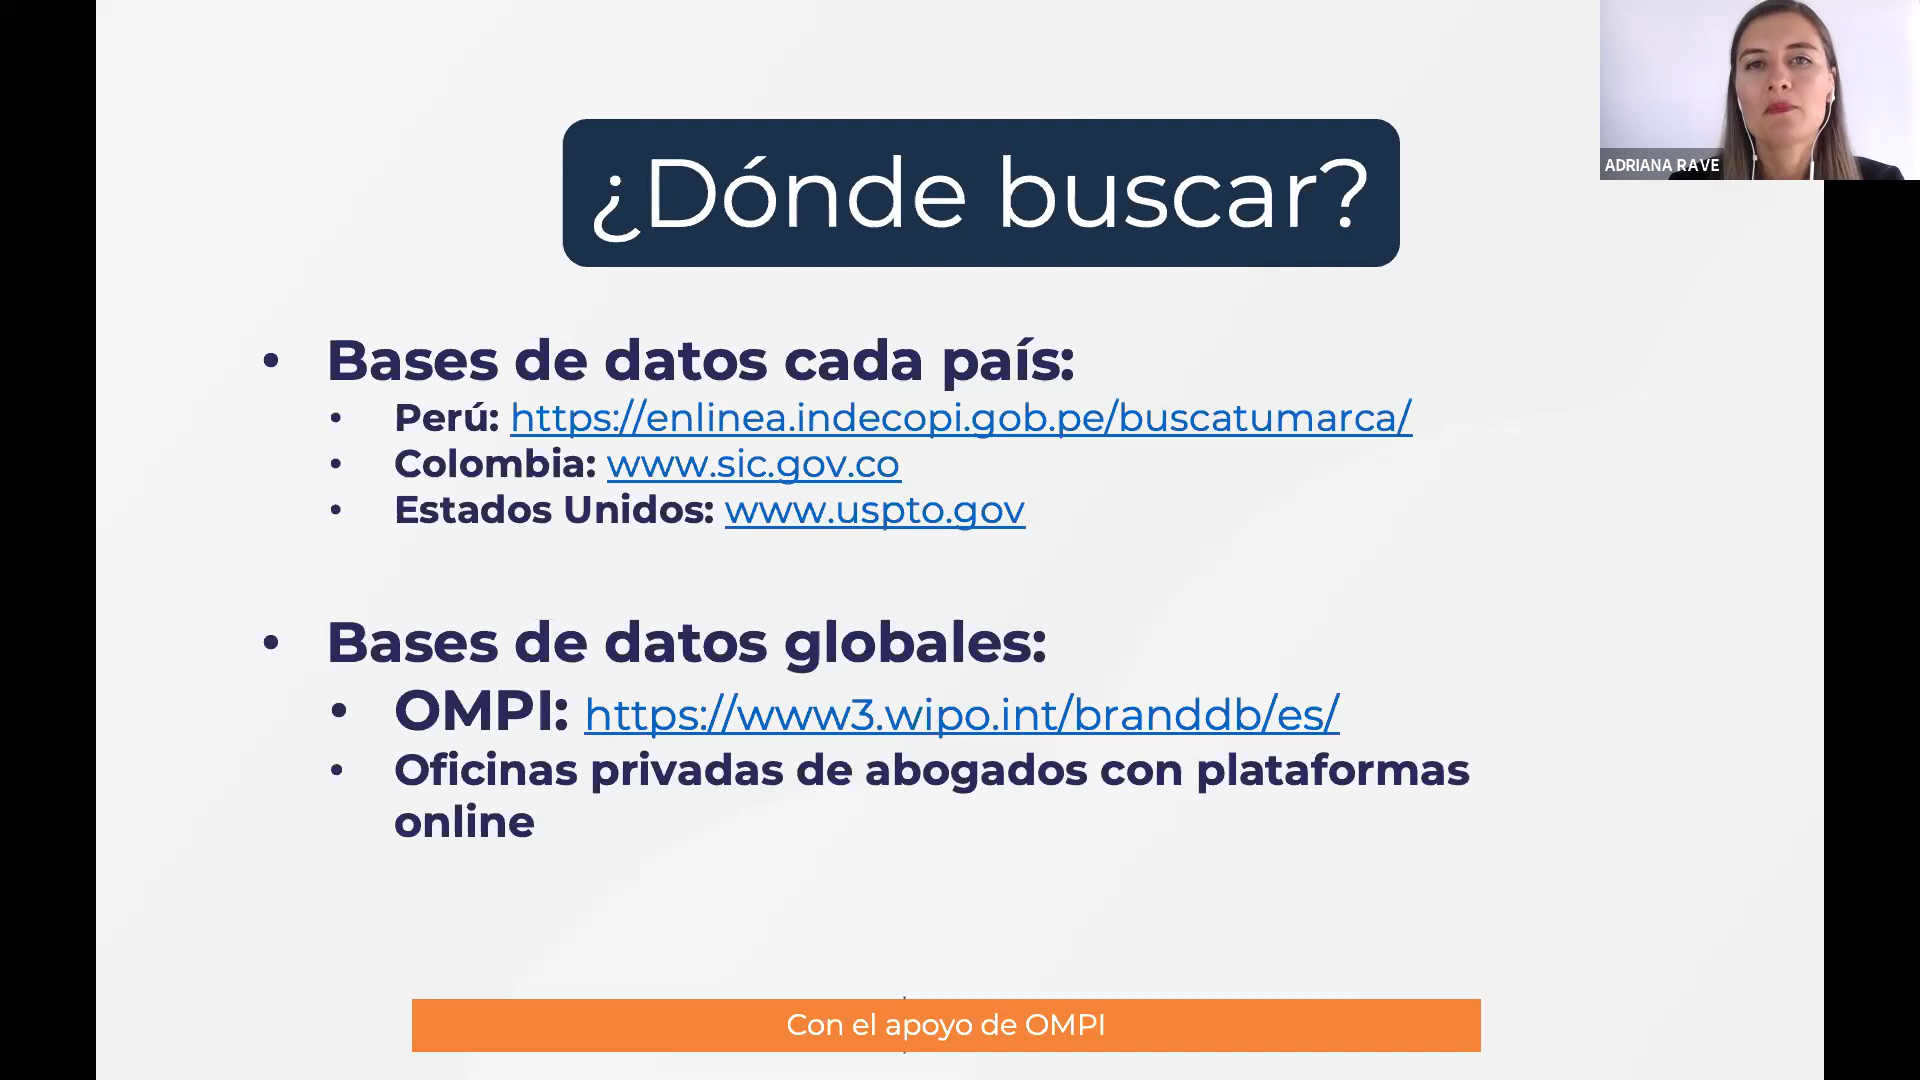 ¿Dónde buscar?
ADRIANA RAVE
• Bases de datos cada país:
• Perú: https://enlinea.indecopi.gob.pe/buscatumarca/
• Colombia: www.sic.gov.co
• Estados Unidos: www.uspto.gov
• Bases de datos globales:
• OMPI: https://www3.wipo.int/branddb/es/
• Oficinas privadas de abogados con plataformas
online
Con el apoyo de OMPI